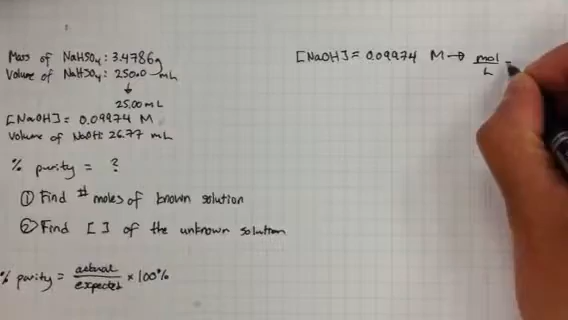 Mass of NaHSO₄: 3.4786g
Volume of NaHSO₄: 250.0 mL
↓
25.00 mL
[NaOH] = 0.09974 M
Volume of NaOH: 26.77 mL
% purity = ?
① Find # moles of known solution
② Find [ ] of the unknown solution
% purity = actual/expected × 100%
[NaOH] = 0.09974 M → mol/L =